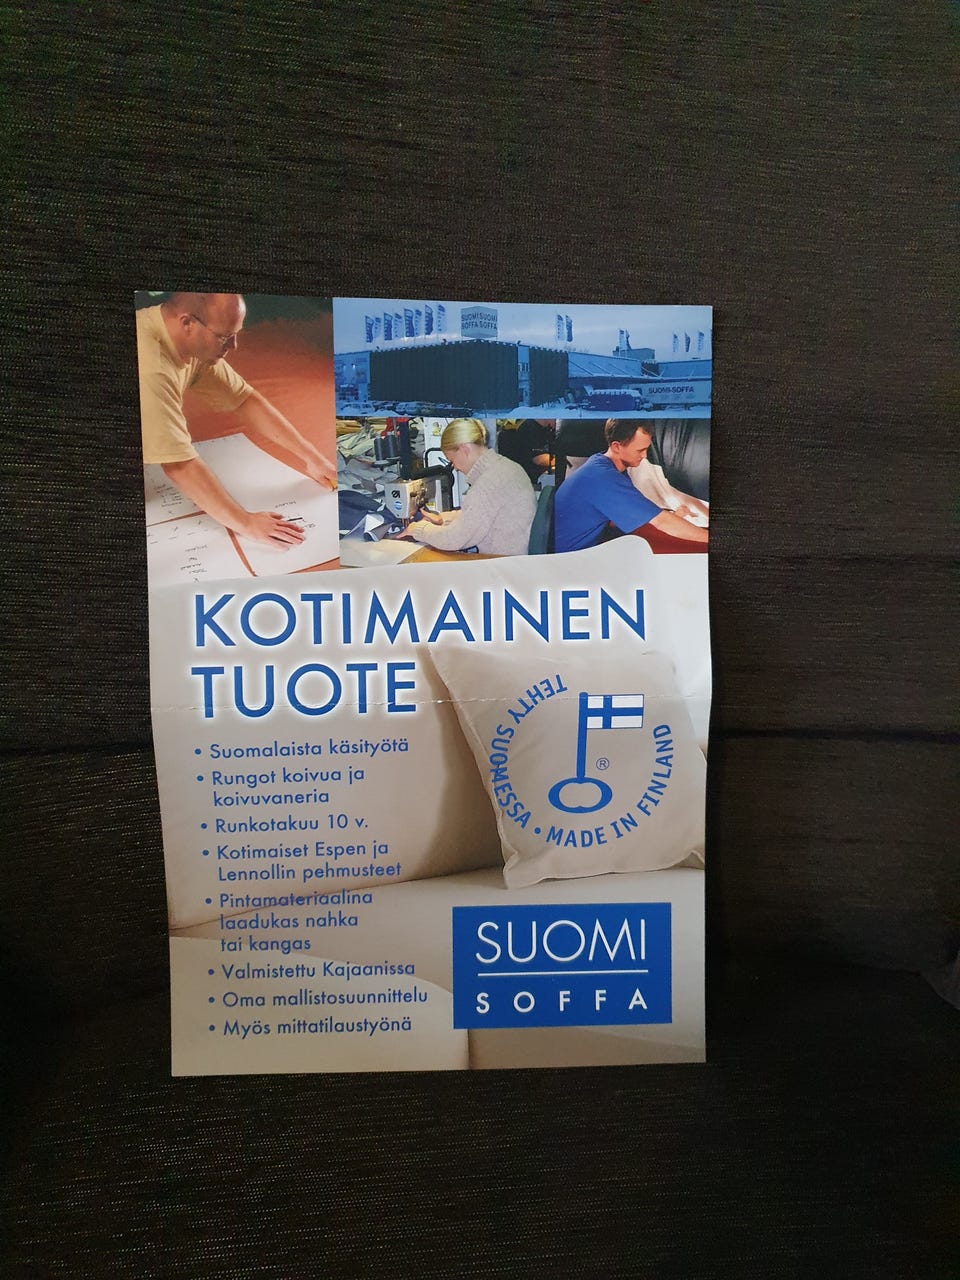 SUOMI SUOMI
SOFFA SOFFA
SUOMI-SOFFA
KOTIMAINEN
TUOTE
TEHTY SUOMESSA • MADE IN FINLAND
®
• Suomalaista käsityötä
• Rungot koivua ja
koivuvaneria
• Runkotakuu 10 v.
• Kotimaiset Espen ja
Lennollin pehmusteet
• Pintamateriaalina
laadukas nahka
tai kangas
• Valmistettu Kajaanissa
• Oma mallistosuunnittelu
• Myös mittatilaustyönä
SUOMI
SOFFA